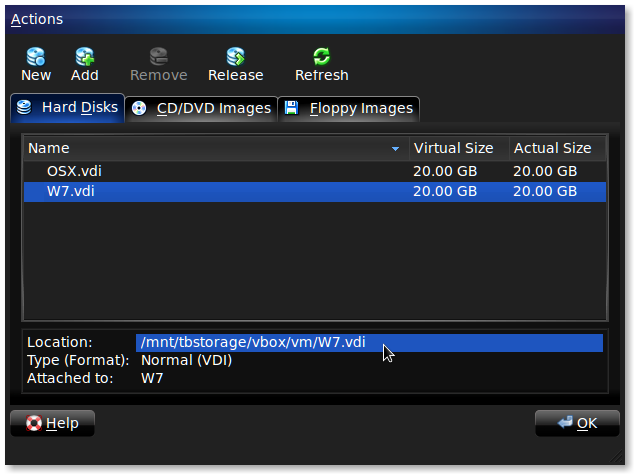 Actions
New Add Remove Release Refresh
Hard Disks CD/DVD Images Floppy Images
Name Virtual Size Actual Size
OSX.vdi 20.00 GB 20.00 GB
W7.vdi 20.00 GB 20.00 GB
Location: /mnt/tbstorage/vbox/vm/W7.vdi
Type (Format): Normal (VDI)
Attached to: W7
Help OK